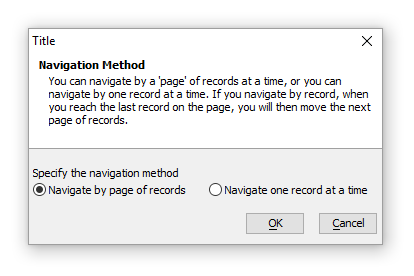 Title
Navigation Method
You can navigate by a 'page' of records at a time, or you can
navigate by one record at a time. If you navigate by record, when
you reach the last record on the page, you will then move the next
page of records.
Specify the navigation method
Navigate by page of records Navigate one record at a time
OK Cancel